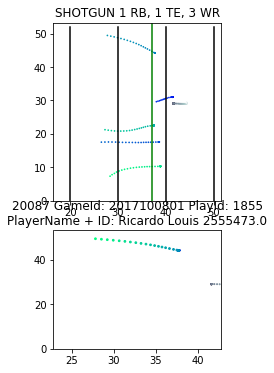 SHOTGUN 1 RB, 1 TE, 3 WR
50
40
30
20
10
0
20 30 40 50
20087 GameId: 2017100801 PlayId: 1855
PlayerName + ID: Ricardo Louis 2555473.0
40
20
0
25 30 35 40